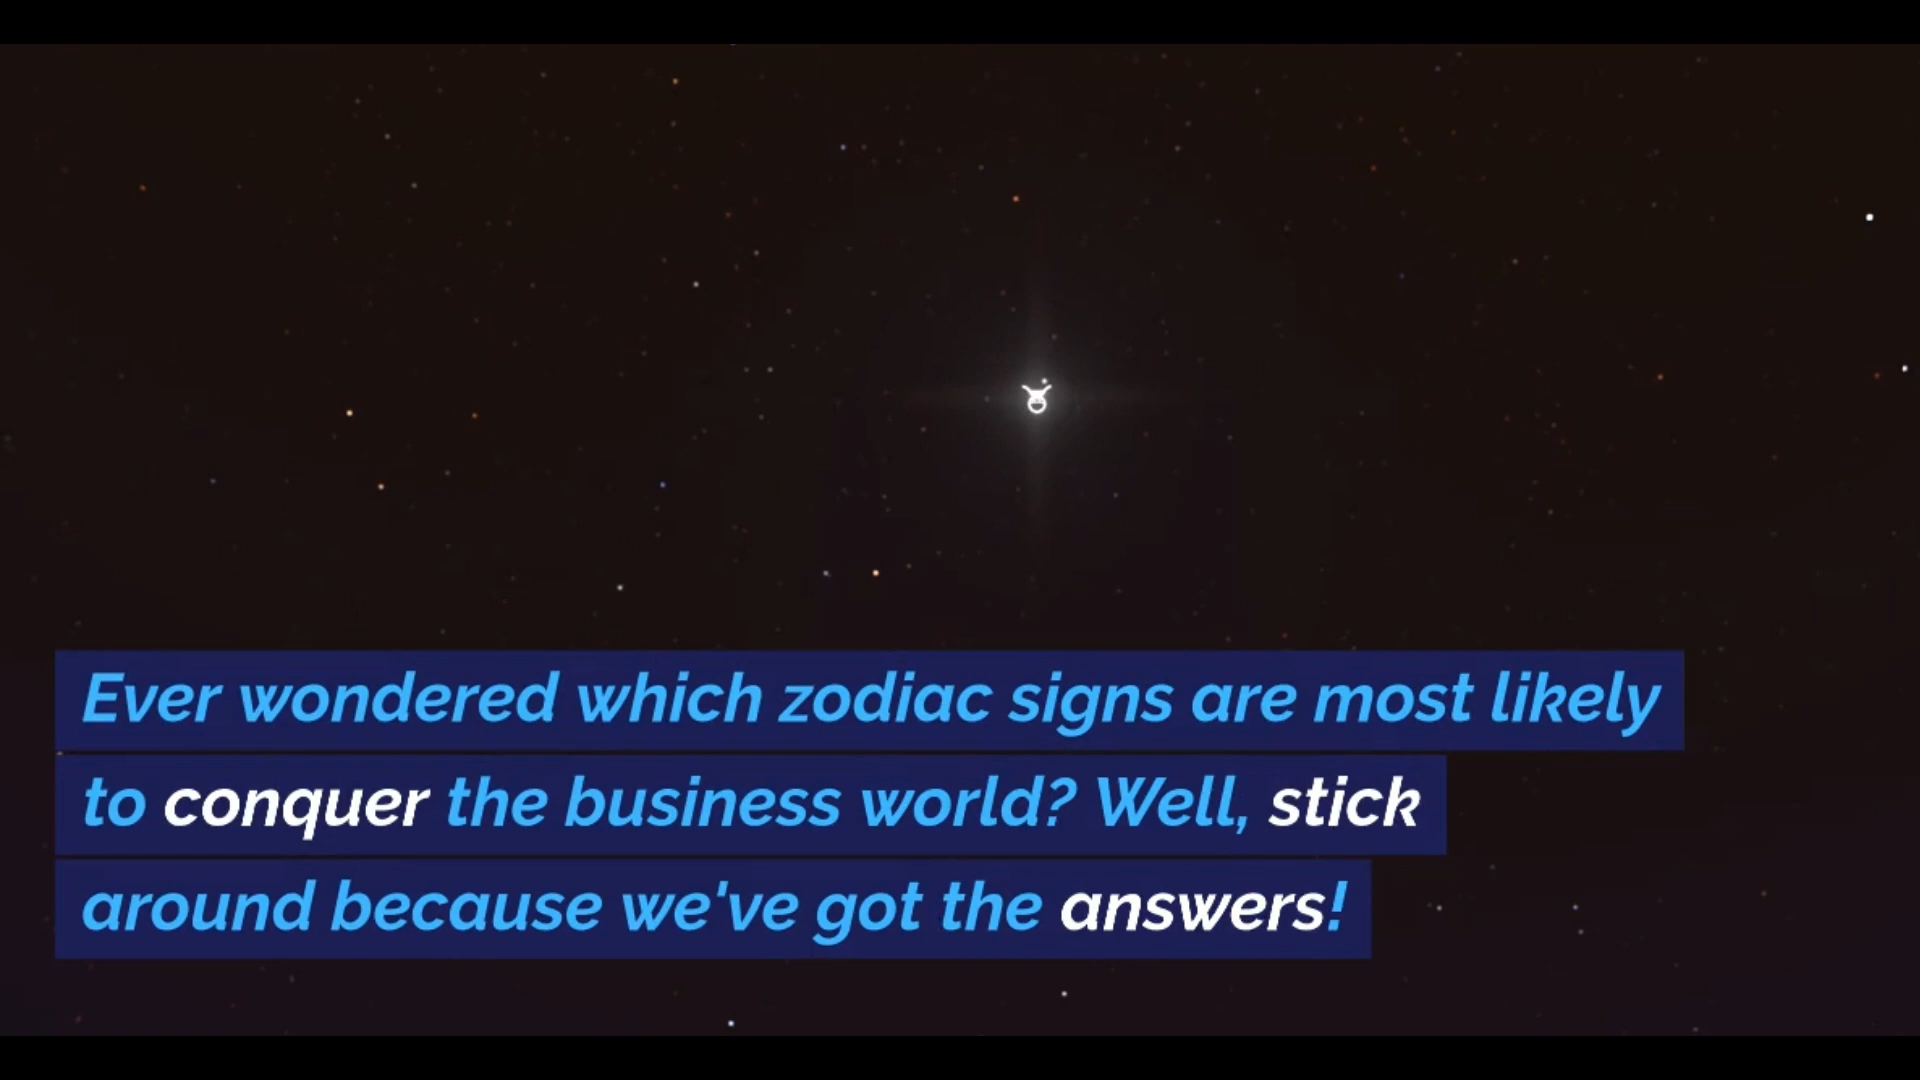 Ever wondered which zodiac signs are most likely
to conquer the business world? Well, stick
around because we've got the answers!